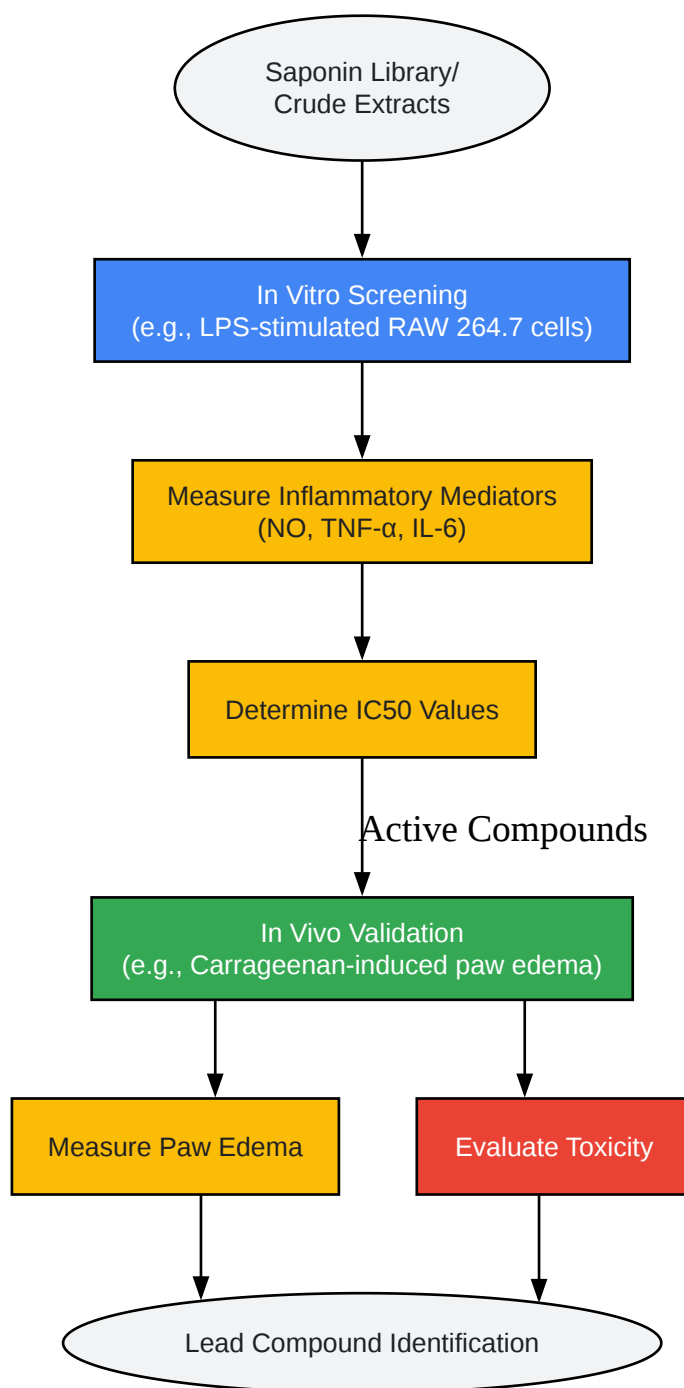 Saponin Library/
Crude Extracts
In Vitro Screening
(e.g., LPS-stimulated RAW 264.7 cells)
Measure Inflammatory Mediators
(NO, TNF-α, IL-6)
Determine IC50 Values
Active Compounds
In Vivo Validation
(e.g., Carrageenan-induced paw edema)
Measure Paw Edema
Evaluate Toxicity
Lead Compound Identification